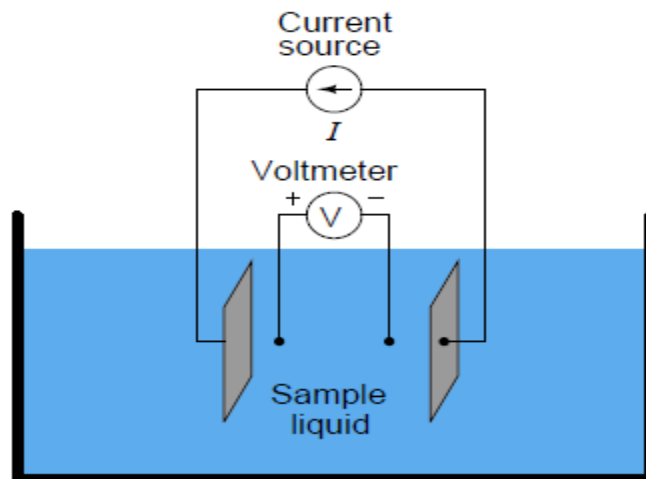 Current
source
I
Voltmeter
+ V −
Sample
liquid